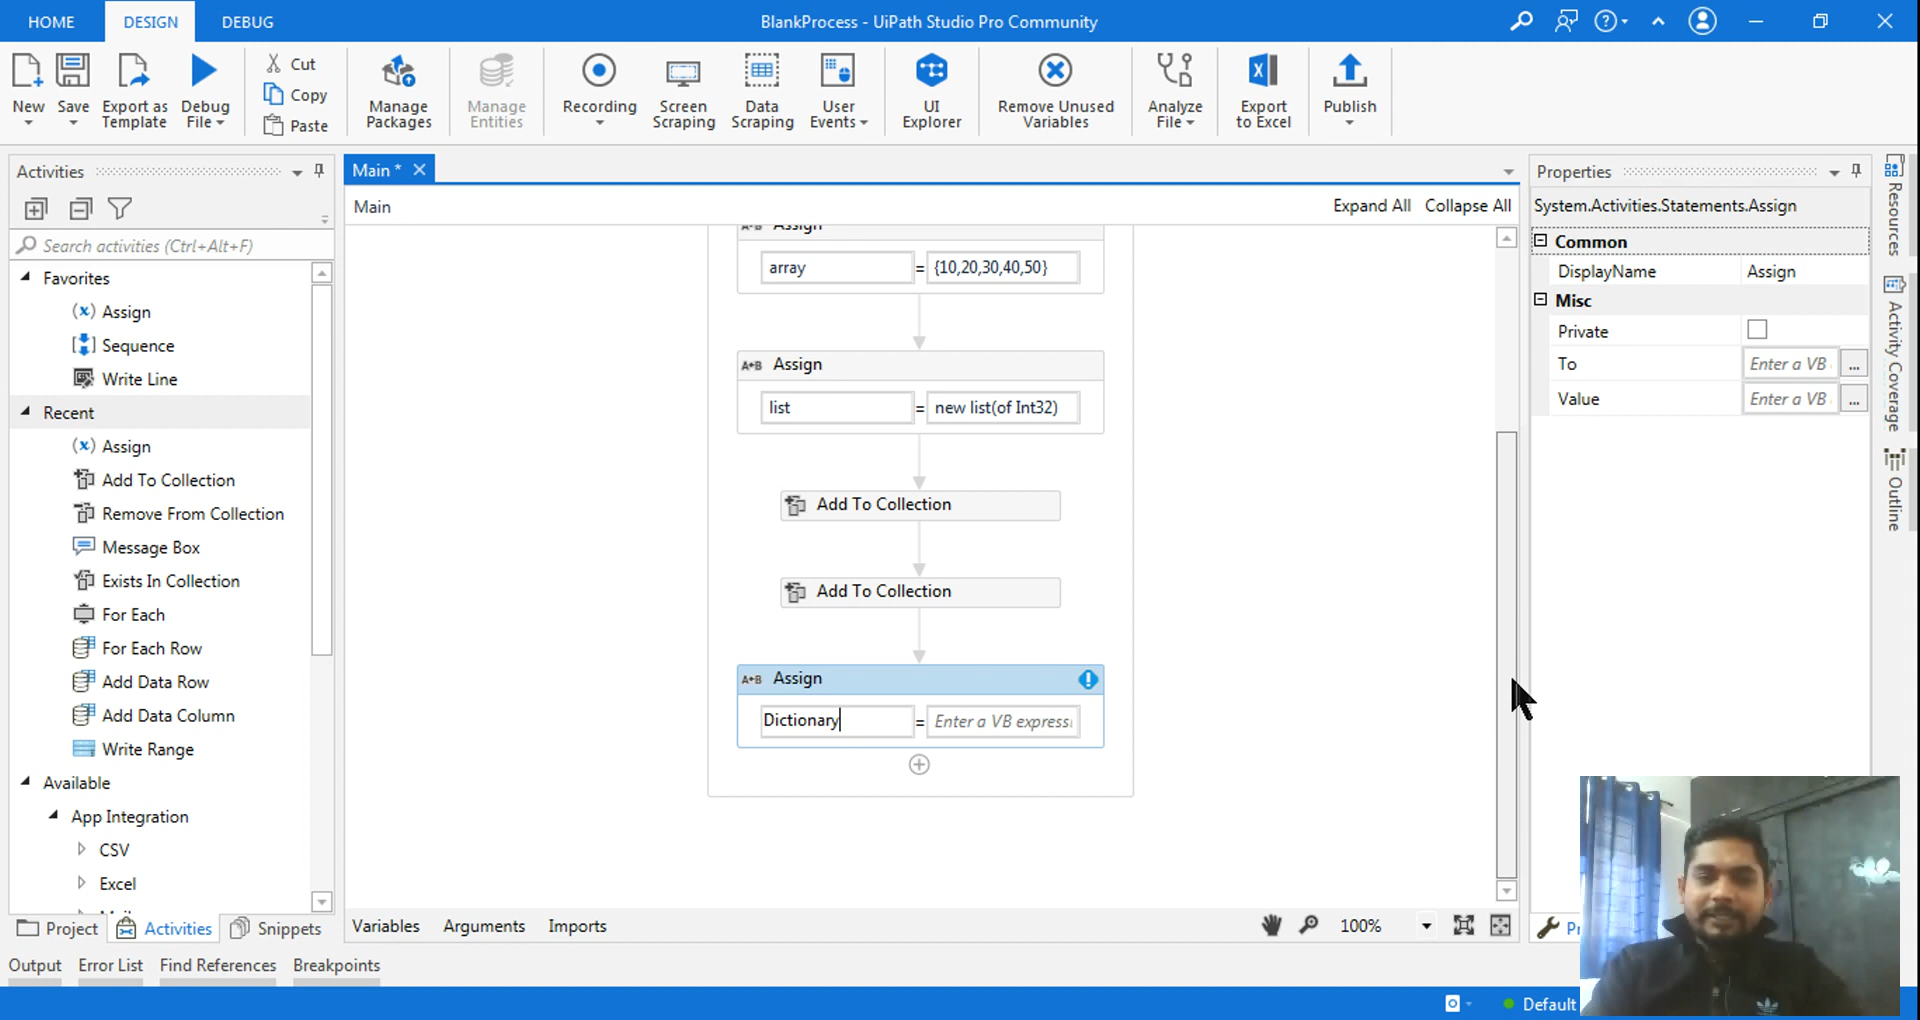 HOME DESIGN DEBUG BlankProcess - UiPath Studio Pro Community
New Save Export as Template Debug File Cut Copy Paste Manage Packages Manage Entities Recording Screen Scraping Data Scraping User Events UI Explorer Remove Unused Variables Analyze File Export to Excel Publish
Activities
Search activities (Ctrl+Alt+F)
Favorites
Assign
Sequence
Write Line
Recent
Assign
Add To Collection
Remove From Collection
Message Box
Exists In Collection
For Each
For Each Row
Add Data Row
Add Data Column
Write Range
Available
App Integration
CSV
Excel
Project Activities Snippets
Main *
Main Expand All Collapse All
Assign
array = {10,20,30,40,50}
Assign
list = new list(of Int32)
Add To Collection
Add To Collection
Assign
Dictionary = Enter a VB express
Variables Arguments Imports 100%
Properties
System.Activities.Statements.Assign
Common
DisplayName Assign
Misc
Private
To Enter a VB ...
Value Enter a VB ...
Resources
Activity Coverage
Outline
Output Error List Find References Breakpoints
Default